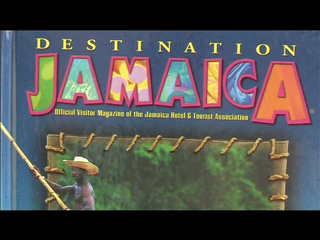 DESTINATION
JAMAICA
Official Visitor Magazine of the Jamaica Hotel & Tourist Association